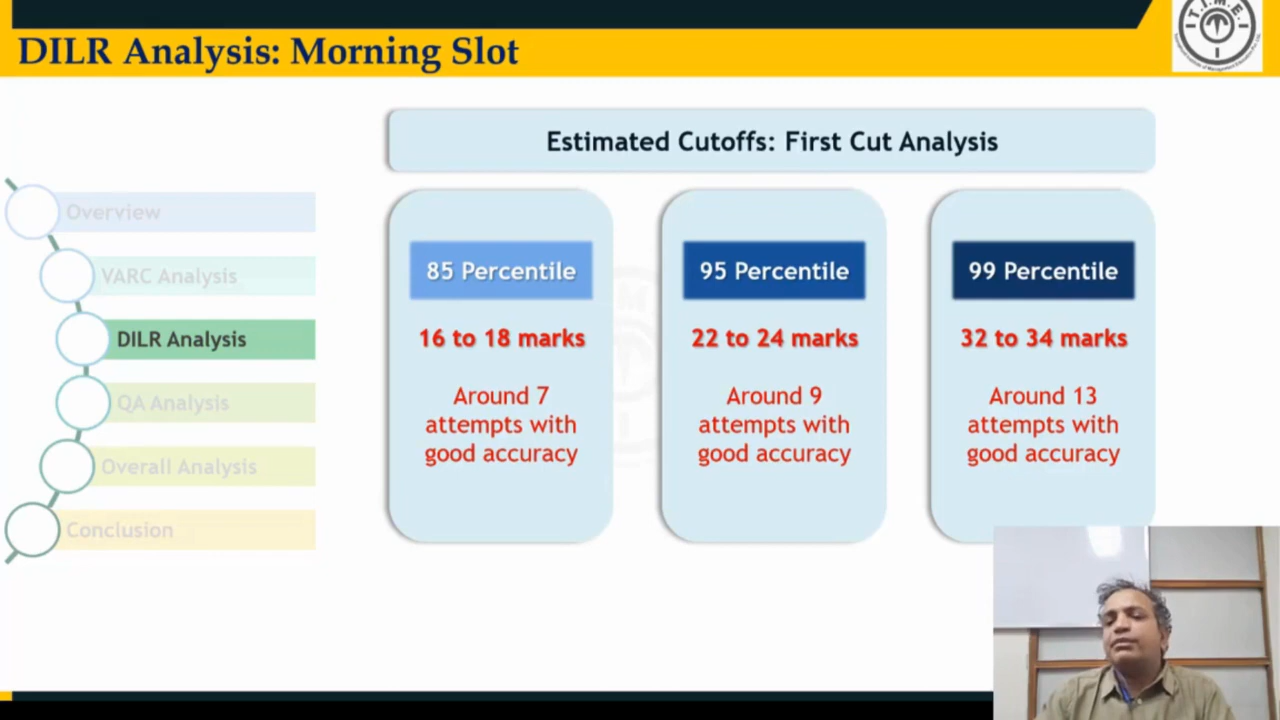 DILR Analysis: Morning Slot
T.I.M.E.
Estimated Cutoffs: First Cut Analysis
Overview
VARC Analysis
DILR Analysis
QA Analysis
Overall Analysis
Conclusion
85 Percentile
16 to 18 marks
Around 7
attempts with
good accuracy
95 Percentile
22 to 24 marks
Around 9
attempts with
good accuracy
99 Percentile
32 to 34 marks
Around 13
attempts with
good accuracy